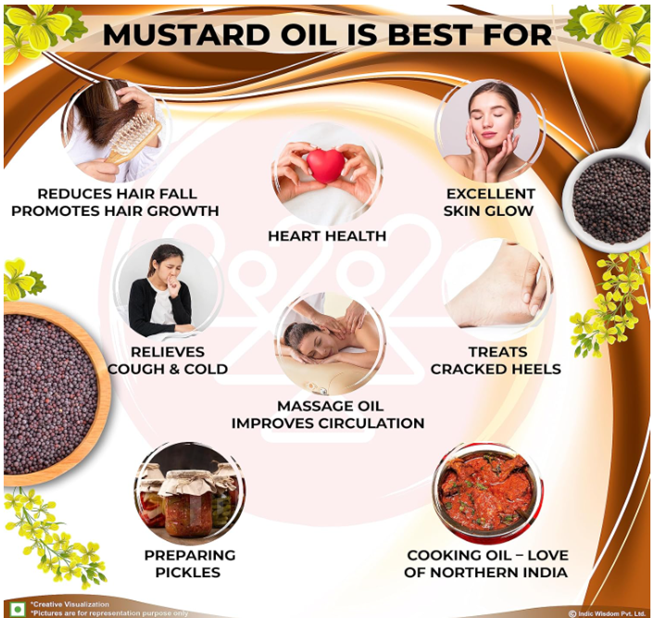 MUSTARD OIL IS BEST FOR
REDUCES HAIR FALL
PROMOTES HAIR GROWTH
HEART HEALTH
EXCELLENT
SKIN GLOW
RELIEVES
COUGH & COLD
MASSAGE OIL
IMPROVES CIRCULATION
TREATS
CRACKED HEELS
PREPARING
PICKLES
COOKING OIL – LOVE
OF NORTHERN INDIA
*Creative Visualization
*Pictures are for representation purpose only
© Indic Wisdom Pvt. Ltd.